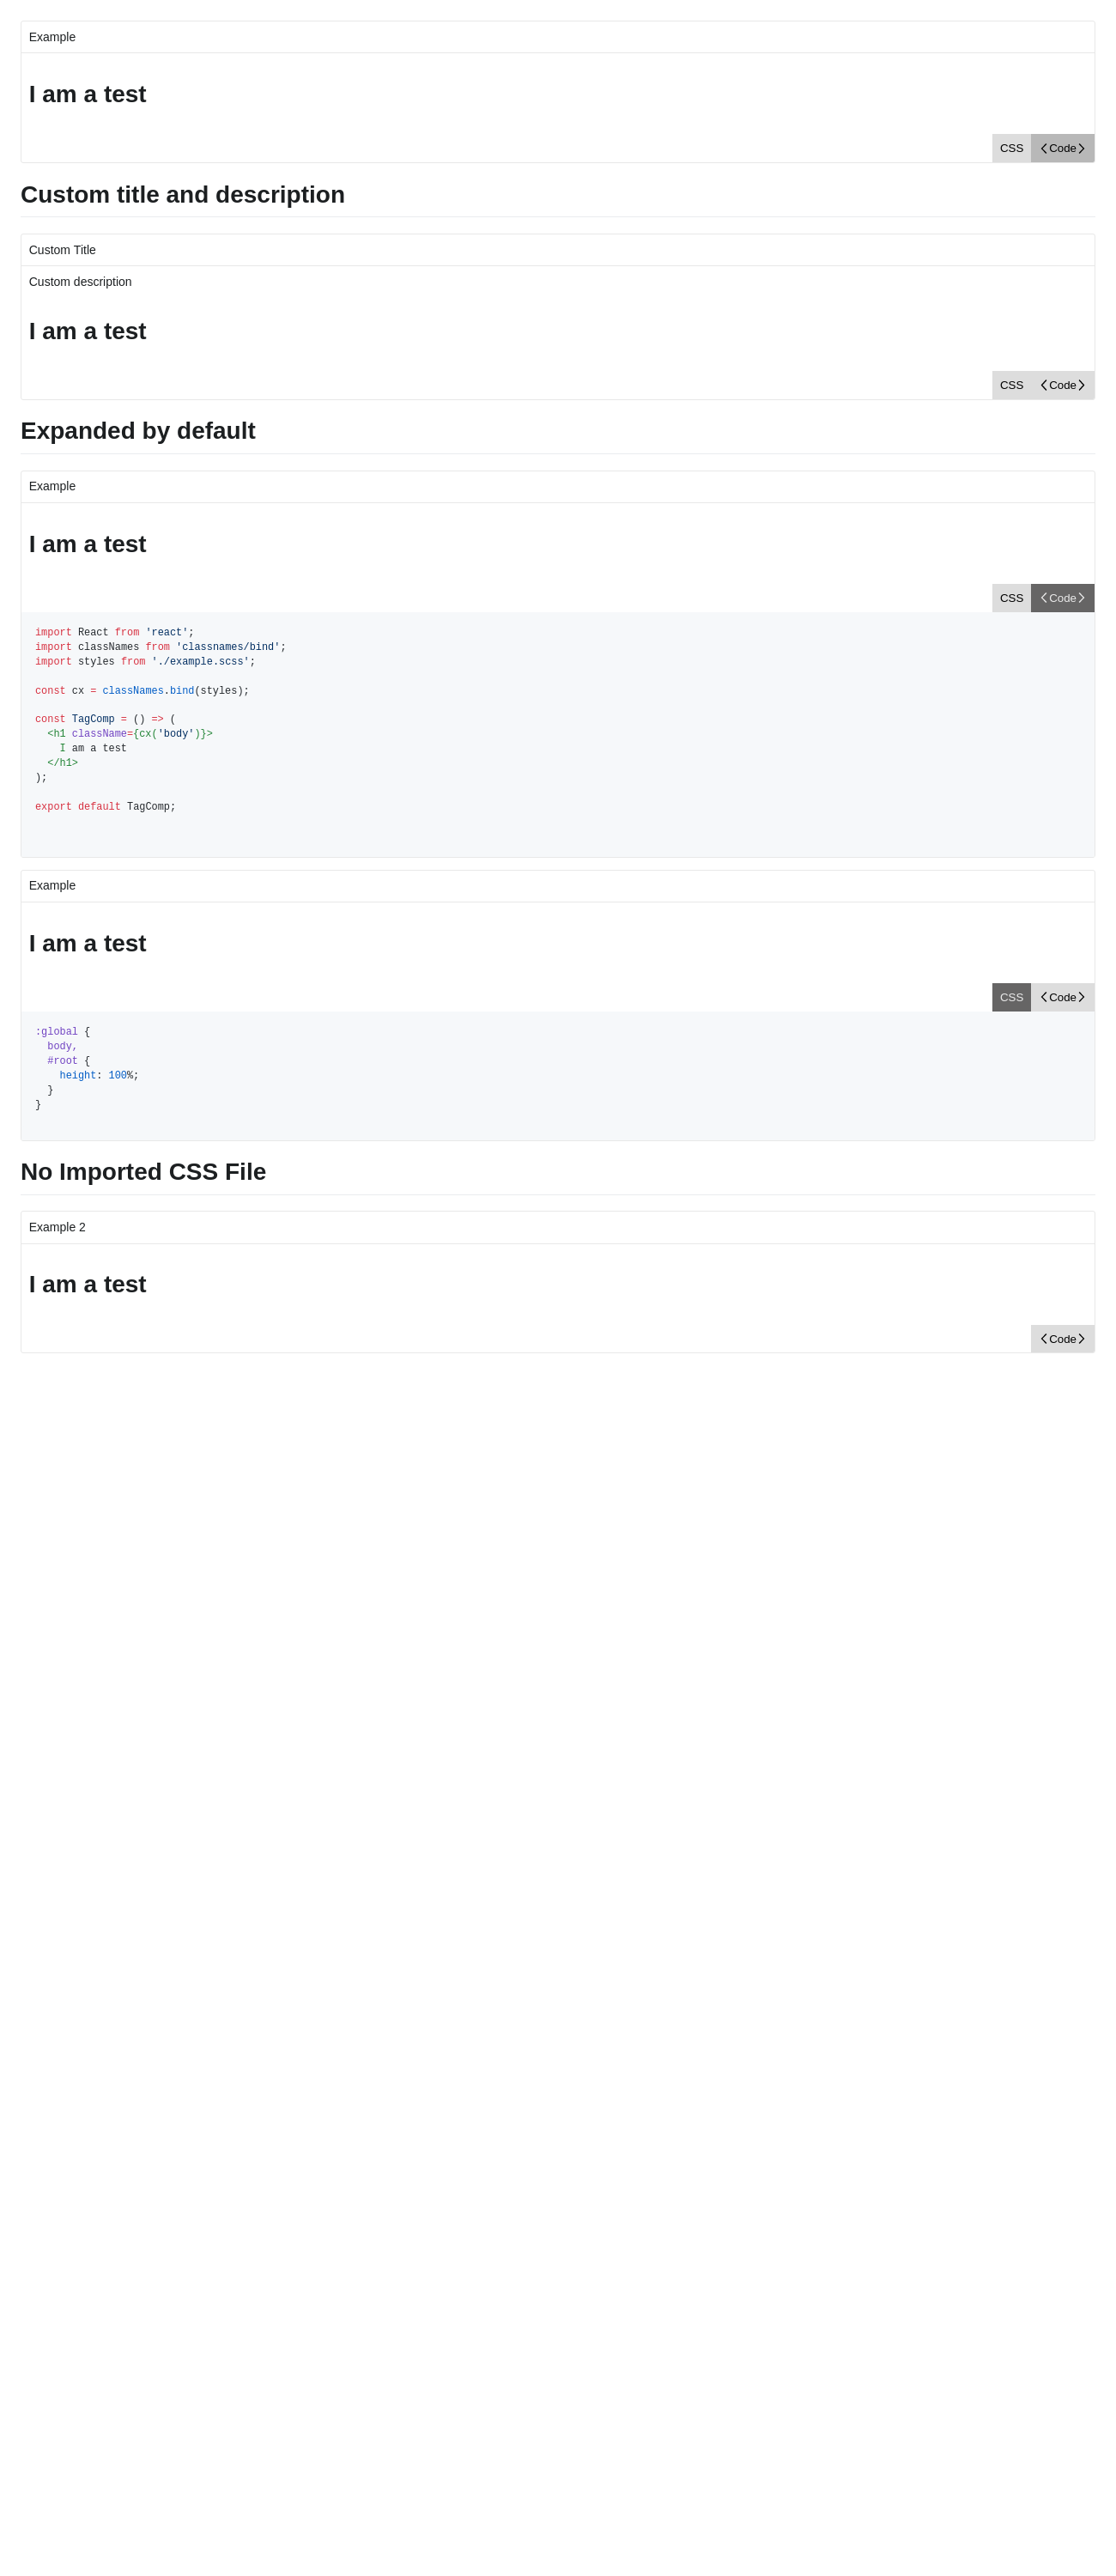 Example
I am a test
CSS Code
Custom title and description
Custom Title
Custom description
I am a test
CSS Code
Expanded by default
Example
I am a test
CSS Code
import React from 'react';
import classNames from 'classnames/bind';
import styles from './example.scss';
const cx = classNames.bind(styles);
const TagComp = () => (
  <h1 className={cx('body')}>
    I am a test
  </h1>
);
export default TagComp;
Example
I am a test
CSS Code
:global {
  body,
  #root {
    height: 100%;
  }
}
No Imported CSS File
Example 2
I am a test
Code